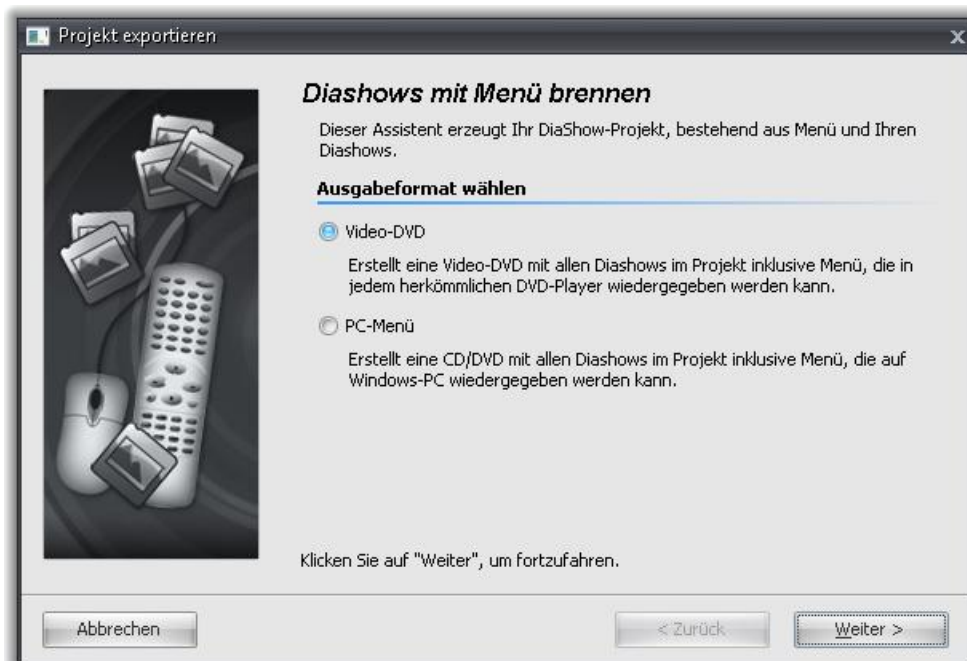 Projekt exportieren
x
Diashows mit Menü brennen
Dieser Assistent erzeugt Ihr DiaShow-Projekt, bestehend aus Menü und Ihren
Diashows.
Ausgabeformat wählen
Video-DVD
Erstellt eine Video-DVD mit allen Diashows im Projekt inklusive Menü, die in
jedem herkömmlichen DVD-Player wiedergegeben werden kann.
PC-Menü
Erstellt eine CD/DVD mit allen Diashows im Projekt inklusive Menü, die auf
Windows-PC wiedergegeben werden kann.
Klicken Sie auf "Weiter", um fortzufahren.
Abbrechen
< Zurück
Weiter >